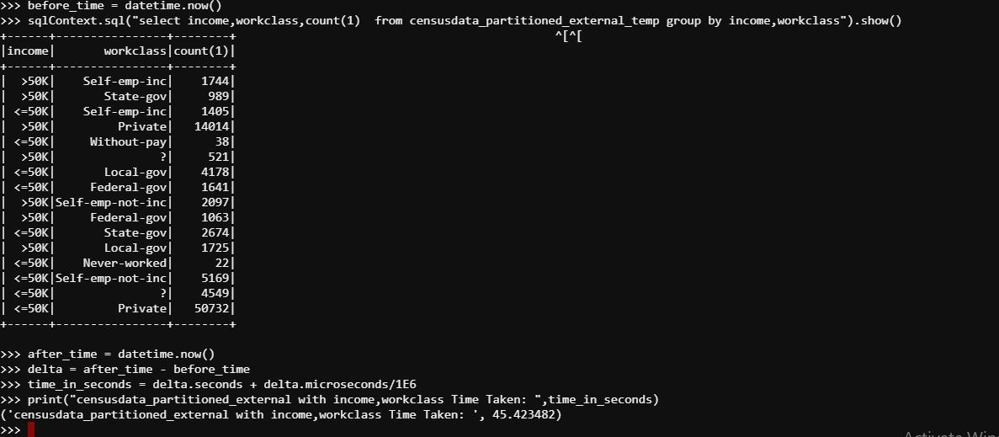 >>> before_time = datetime.now()
>>> sqlContext.sql("select income,workclass,count(1)  from censusdata_partitioned_external_temp group by income,workclass").show()
+------+----------------+--------+                                               ^[^[
|income|       workclass|count(1)|
+------+----------------+--------+
|  >50K|    Self-emp-inc|    1744|
|  >50K|       State-gov|     989|
| <=50K|    Self-emp-inc|    1405|
|  >50K|         Private|   14014|
| <=50K|     Without-pay|      38|
|  >50K|               ?|     521|
| <=50K|       Local-gov|    4178|
| <=50K|     Federal-gov|    1641|
|  >50K|Self-emp-not-inc|    2097|
|  >50K|     Federal-gov|    1063|
| <=50K|       State-gov|    2674|
|  >50K|       Local-gov|    1725|
| <=50K|    Never-worked|      22|
| <=50K|Self-emp-not-inc|    5169|
| <=50K|               ?|    4549|
| <=50K|         Private|   50732|
+------+----------------+--------+
>>> after_time = datetime.now()
>>> delta = after_time - before_time
>>> time_in_seconds = delta.seconds + delta.microseconds/1E6
>>> print("censusdata_partitioned_external with income,workclass Time Taken: ",time_in_seconds)
('censusdata_partitioned_external with income,workclass Time Taken: ', 45.423482)
>>>
Activate Win